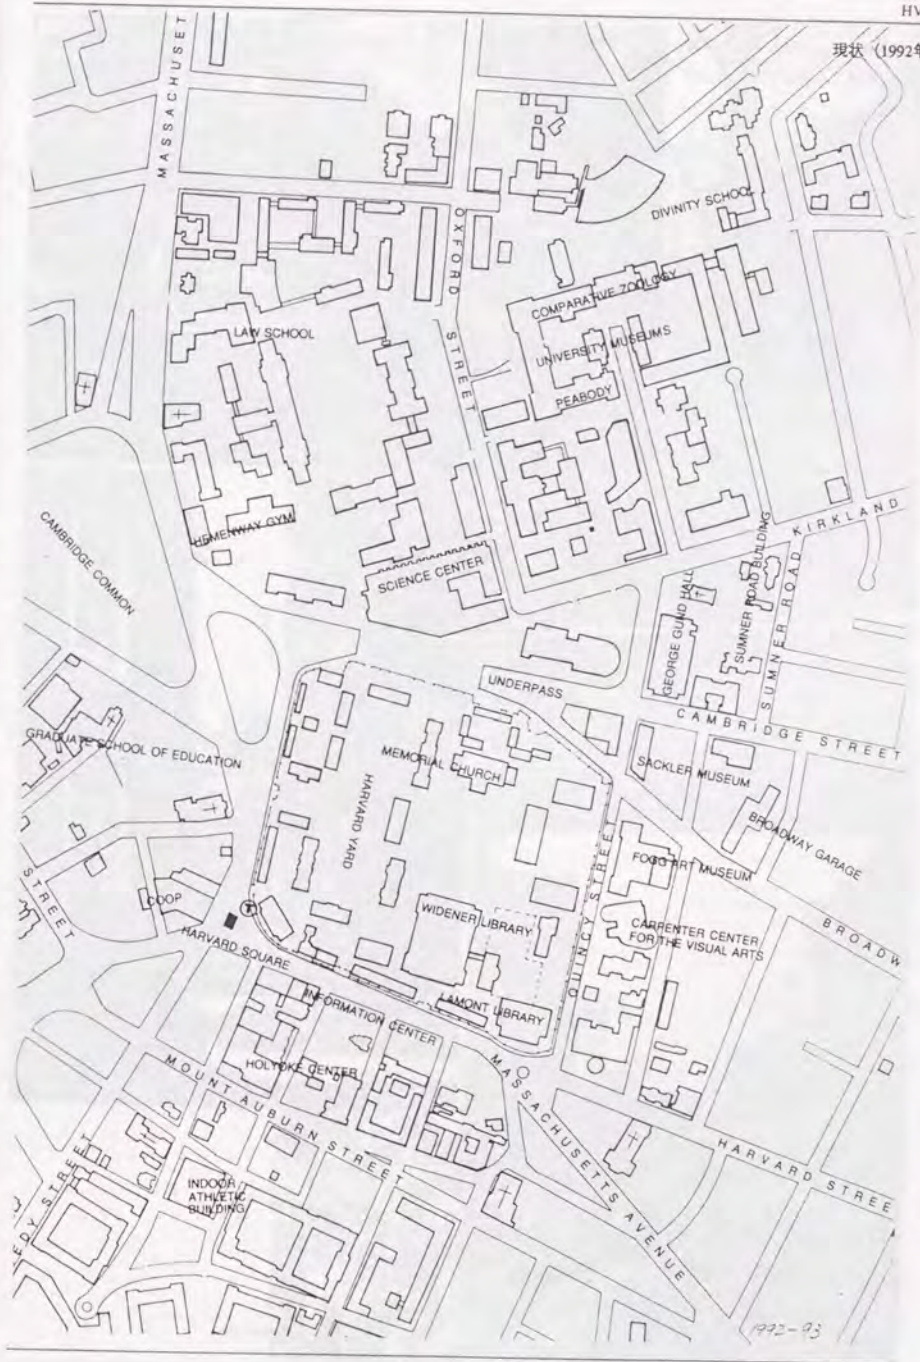 HV
現状 (1992年
MASSACHUSET
OXFORD STREET
DIVINITY SCHOOL
COMPARATIVE ZOOLOGY
UNIVERSITY MUSEUMS
PEABODY
LAW SCHOOL
HEMENWAY GYM
CAMBRIDGE COMMON
SCIENCE CENTER
KIRKLAND
GEORGE GUND HALL
SUMNER ROAD BUILDING
SUMNER ROAD
UNDERPASS
CAMBRIDGE STREET
GRADUATE SCHOOL OF EDUCATION
MEMORIAL CHURCH
HARVARD YARD
SACKLER MUSEUM
BROADWAY GARAGE
FOGG ART MUSEUM
BROADW
QUINCY STREET
STREET
COOP
T
WIDENER LIBRARY
CARPENTER CENTER
FOR THE VISUAL ARTS
HARVARD SQUARE
LAMONT LIBRARY
INFORMATION CENTER
HOLYOKE CENTER
MOUNT AUBURN STREET
MASSACHUSETTS AVENUE
HARVARD STREE
INDOOR
ATHLETIC
BUILDING
EDY STREET
1992-93